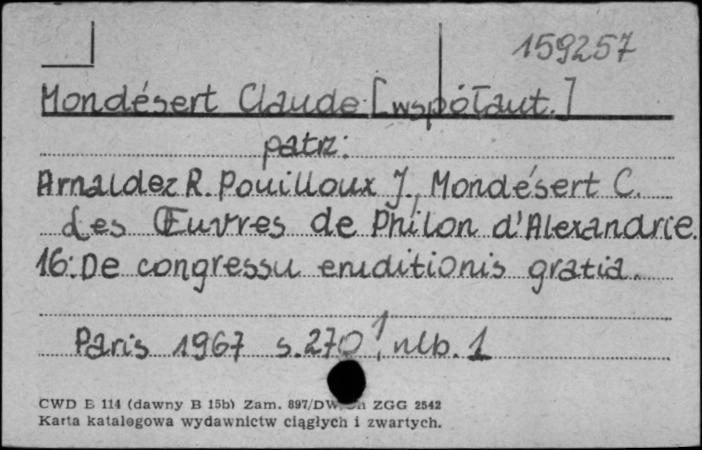 159257
Mondésert Claude [współaut.]
patrz:
Arnaldez R. Pouilloux J., Mondésert C.
Les Œuvres de Philon d'Alexandrie.
16: De congressu eruditionis gratia.
Paris 1967 s. 270, nlb. 1
CWD B 114 (dawny B 15b) Zam. 897/DW ZGG 2542
Karta katalogowa wydawnictw ciągłych i zwartych.